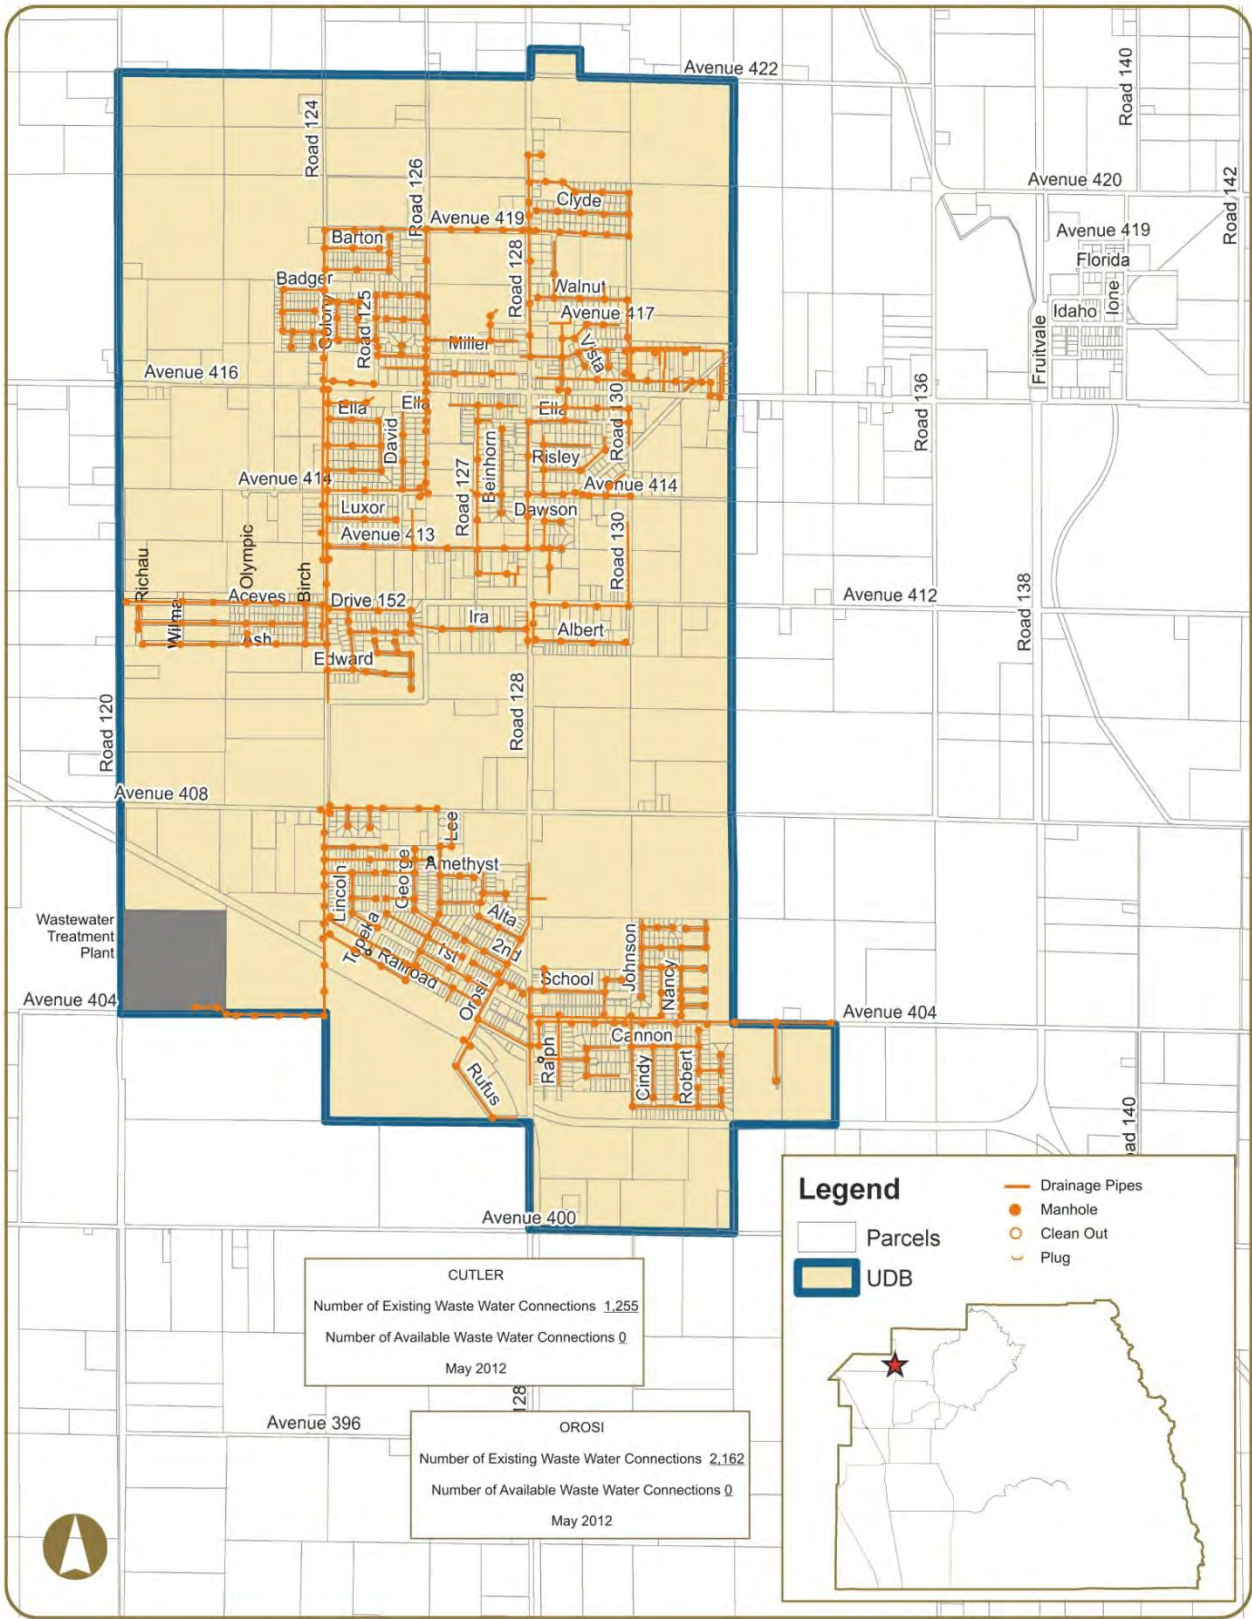 Avenue 422
Road 140
Road 124
Road 126
Avenue 420
Road 142
Clyde
Avenue 419
Barton
Road 128
Avenue 419
Florida
Badger
Walnut
Ione
Colony
Road 125
Avenue 417
Idaho
Miller
Vista
Fruitvale
Avenue 416
Road 136
Ella
Ella
Ella
Road 130
David
Beinhorn
Risley
Avenue 414
Road 127
Avenue 414
Luxor
Dawson
Avenue 413
Road 130
Richau
Olympic
Birch
Road 138
Aceves
Drive 152
Avenue 412
Wilma
Ira
Albert
Ash
Edward
Road 120
Road 128
Avenue 408
Lee
George
Amethyst
Lincoln
Alta
Wastewater
Treatment
Plant
Topeka
1st
2nd
Johnson
Railroad
School
Nancy
Orosi
Avenue 404
Avenue 404
Cannon
Ralph
Cindy
Robert
Rufus
ad 140
Avenue 400
Legend
Parcels
UDB
Drainage Pipes
Manhole
Clean Out
Plug
CUTLER
Number of Existing Waste Water Connections 1,255
Number of Available Waste Water Connections 0
May 2012
128
Avenue 396
OROSI
Number of Existing Waste Water Connections 2,162
Number of Available Waste Water Connections 0
May 2012